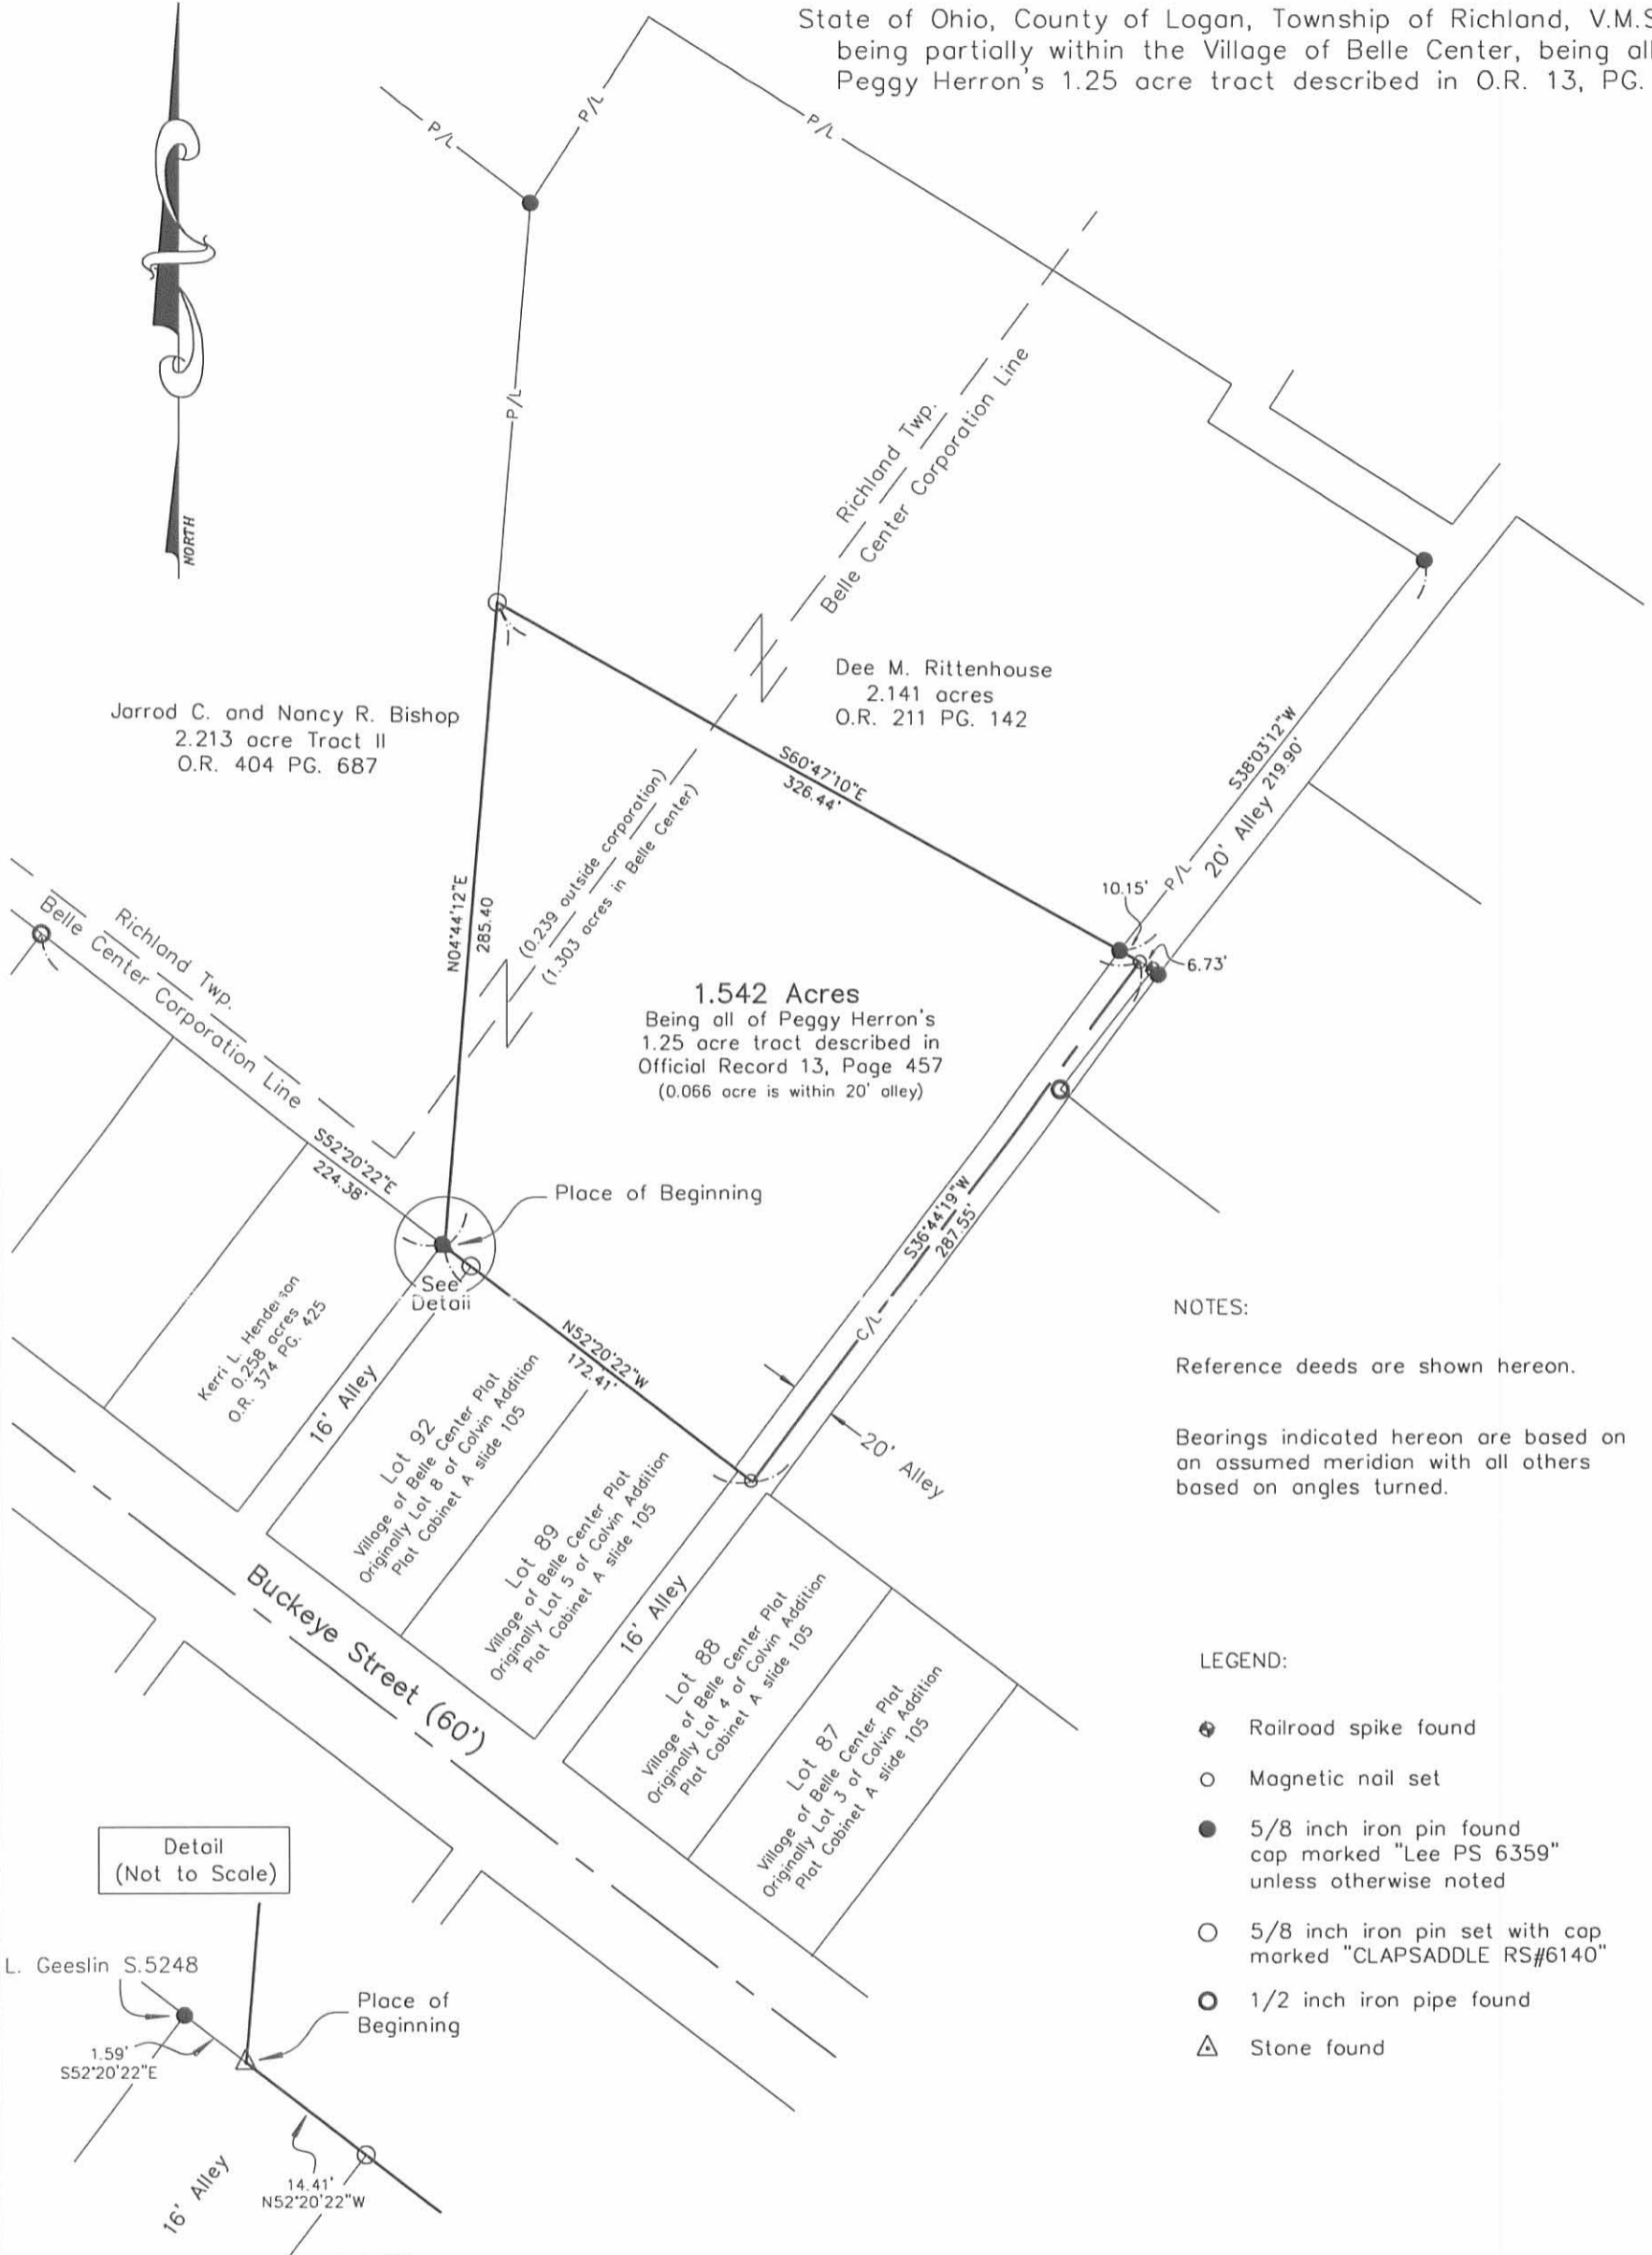 State of Ohio, County of Logan, Township of Richland, V.M.S
being partially within the Village of Belle Center, being al
Peggy Herron's 1.25 acre tract described in O.R. 13, PG.
P/L
P/L
P/L
NORTH
P/L
Richland Twp.
Belle Center Corporation Line
Dee M. Rittenhouse
2.141 acres
O.R. 211 PG. 142
Jarrod C. and Nancy R. Bishop
2.213 acre Tract II
O.R. 404 PG. 687
S60°47'10"E
326.44'
S38°03'12"W
20' Alley 219.90'
P/L
10.15'
6.73'
(0.239 outside corporation)
(1.303 acres in Belle Center)
N04°44'12"E
285.40
Richland Twp.
Belle Center Corporation Line
1.542 Acres
Being all of Peggy Herron's
1.25 acre tract described in
Official Record 13, Page 457
(0.066 acre is within 20' alley)
S52°20'22"E
224.38'
Place of Beginning
See
Detail
S36°44'19"W
287.55'
C/L
N52°20'22"W
172.41'
20' Alley
Kerri L. Henderson
0.258 acres
O.R. 374 PG. 425
16' Alley
Lot 92
Village of Belle Center Plat
Originally Lot 8 of Colvin Addition
Plat Cabinet A slide 105
Lot 89
Village of Belle Center Plat
Originally Lot 5 of Colvin Addition
Plat Cabinet A slide 105
16' Alley
Lot 88
Village of Belle Center Plat
Originally Lot 4 of Colvin Addition
Plat Cabinet A slide 105
Lot 87
Village of Belle Center Plat
Originally Lot 3 of Colvin Addition
Plat Cabinet A slide 105
Buckeye Street (60')
NOTES:
Reference deeds are shown hereon.
Bearings indicated hereon are based on
an assumed meridian with all others
based on angles turned.
LEGEND:
Railroad spike found
Magnetic nail set
5/8 inch iron pin found
cap marked "Lee PS 6359"
unless otherwise noted
5/8 inch iron pin set with cap
marked "CLAPSADDLE RS#6140"
1/2 inch iron pipe found
Stone found
Detail
(Not to Scale)
L. Geeslin S.5248
Place of
Beginning
1.59'
S52°20'22"E
14.41'
N52°20'22"W
16' Alley